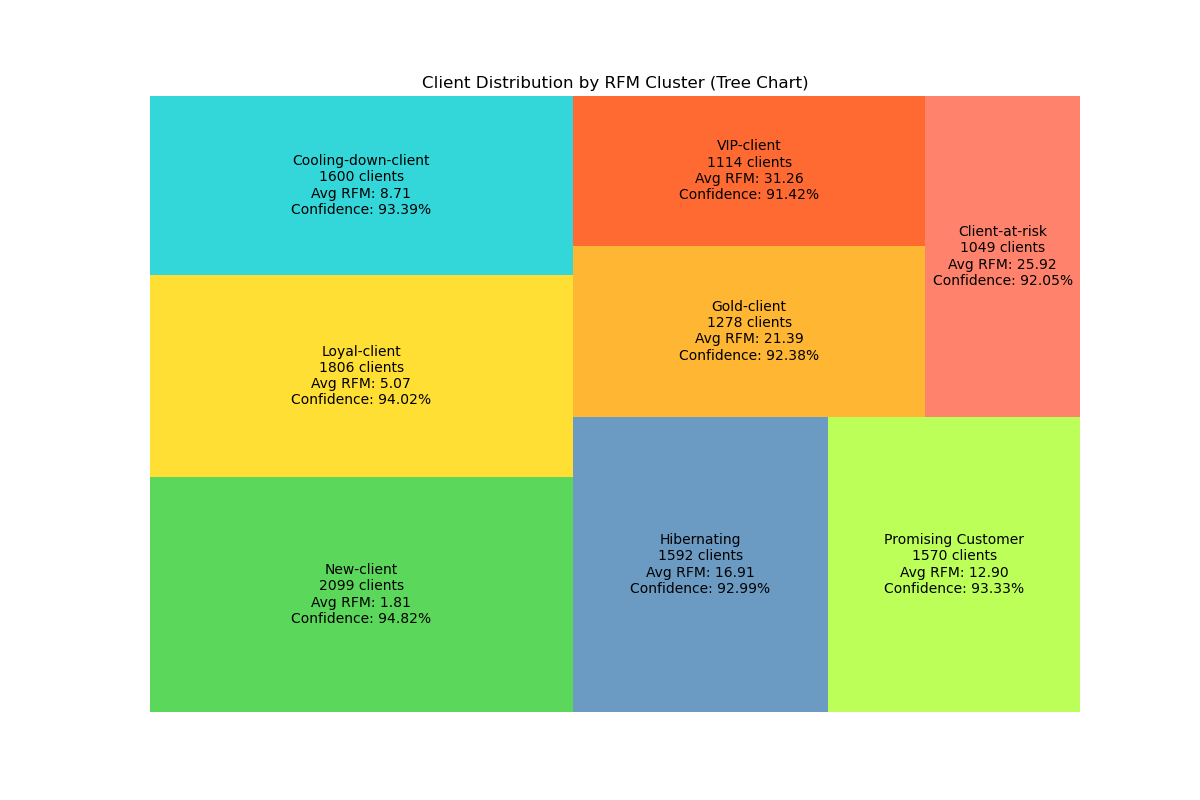 Client Distribution by RFM Cluster (Tree Chart)
Cooling-down-client
1600 clients
Avg RFM: 8.71
Confidence: 93.39%
VIP-client
1114 clients
Avg RFM: 31.26
Confidence: 91.42%
Client-at-risk
1049 clients
Avg RFM: 25.92
Confidence: 92.05%
Loyal-client
1806 clients
Avg RFM: 5.07
Confidence: 94.02%
Gold-client
1278 clients
Avg RFM: 21.39
Confidence: 92.38%
New-client
2099 clients
Avg RFM: 1.81
Confidence: 94.82%
Hibernating
1592 clients
Avg RFM: 16.91
Confidence: 92.99%
Promising Customer
1570 clients
Avg RFM: 12.90
Confidence: 93.33%